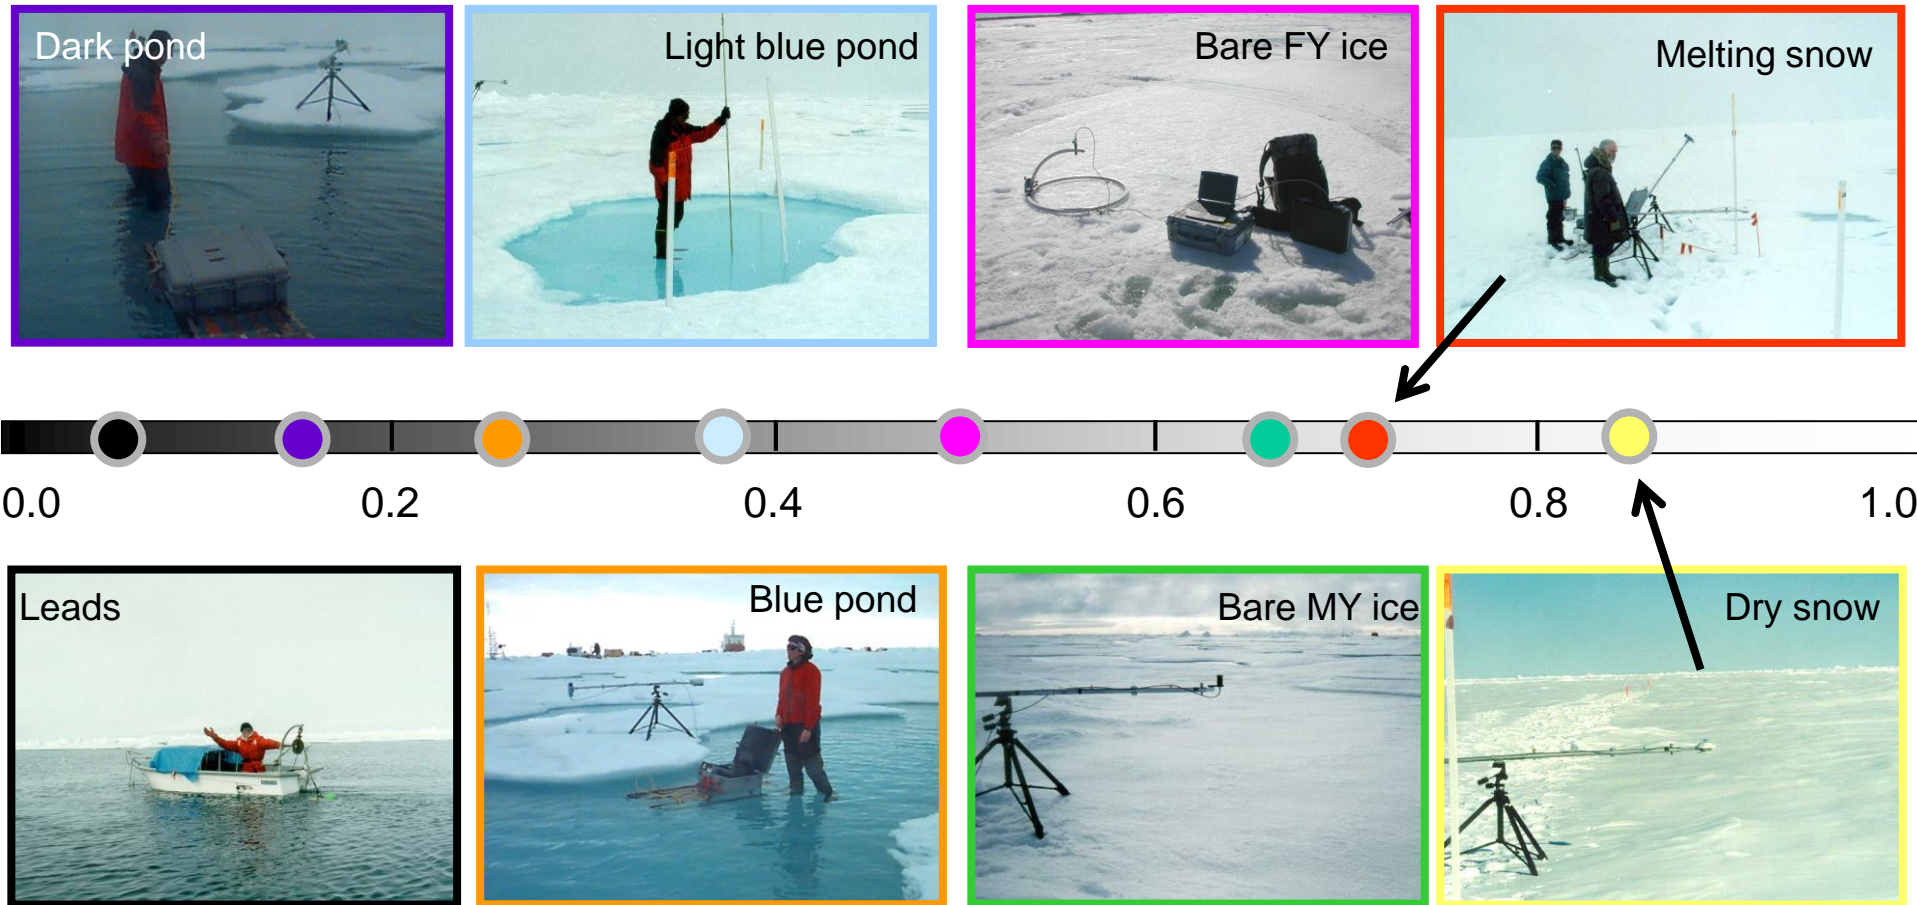 Dark pond
Light blue pond
Bare FY ice
Melting snow
0.0
0.2
0.4
0.6
0.8
1.0
Leads
Blue pond
Bare MY ice
Dry snow